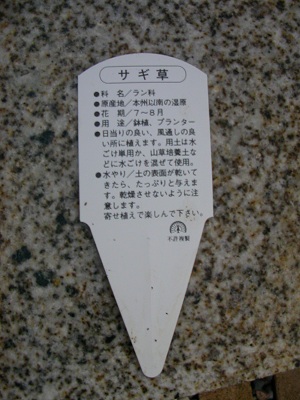 サギ草
●科　名／ラン科
●原産地／本州以南の湿原
●花　期／7〜8月
●用　途／鉢植、プランター
●日当りの良い、風通しの良
い所に植えます。用土は水
ごけ単用か、山草培養土な
どに水ごけを混ぜて使用。
●水やり／土の表面が乾いて
きたら、たっぷりと与えま
す。乾燥させないように注
意します。
寄せ植えで楽しんで下さい。
不許複製